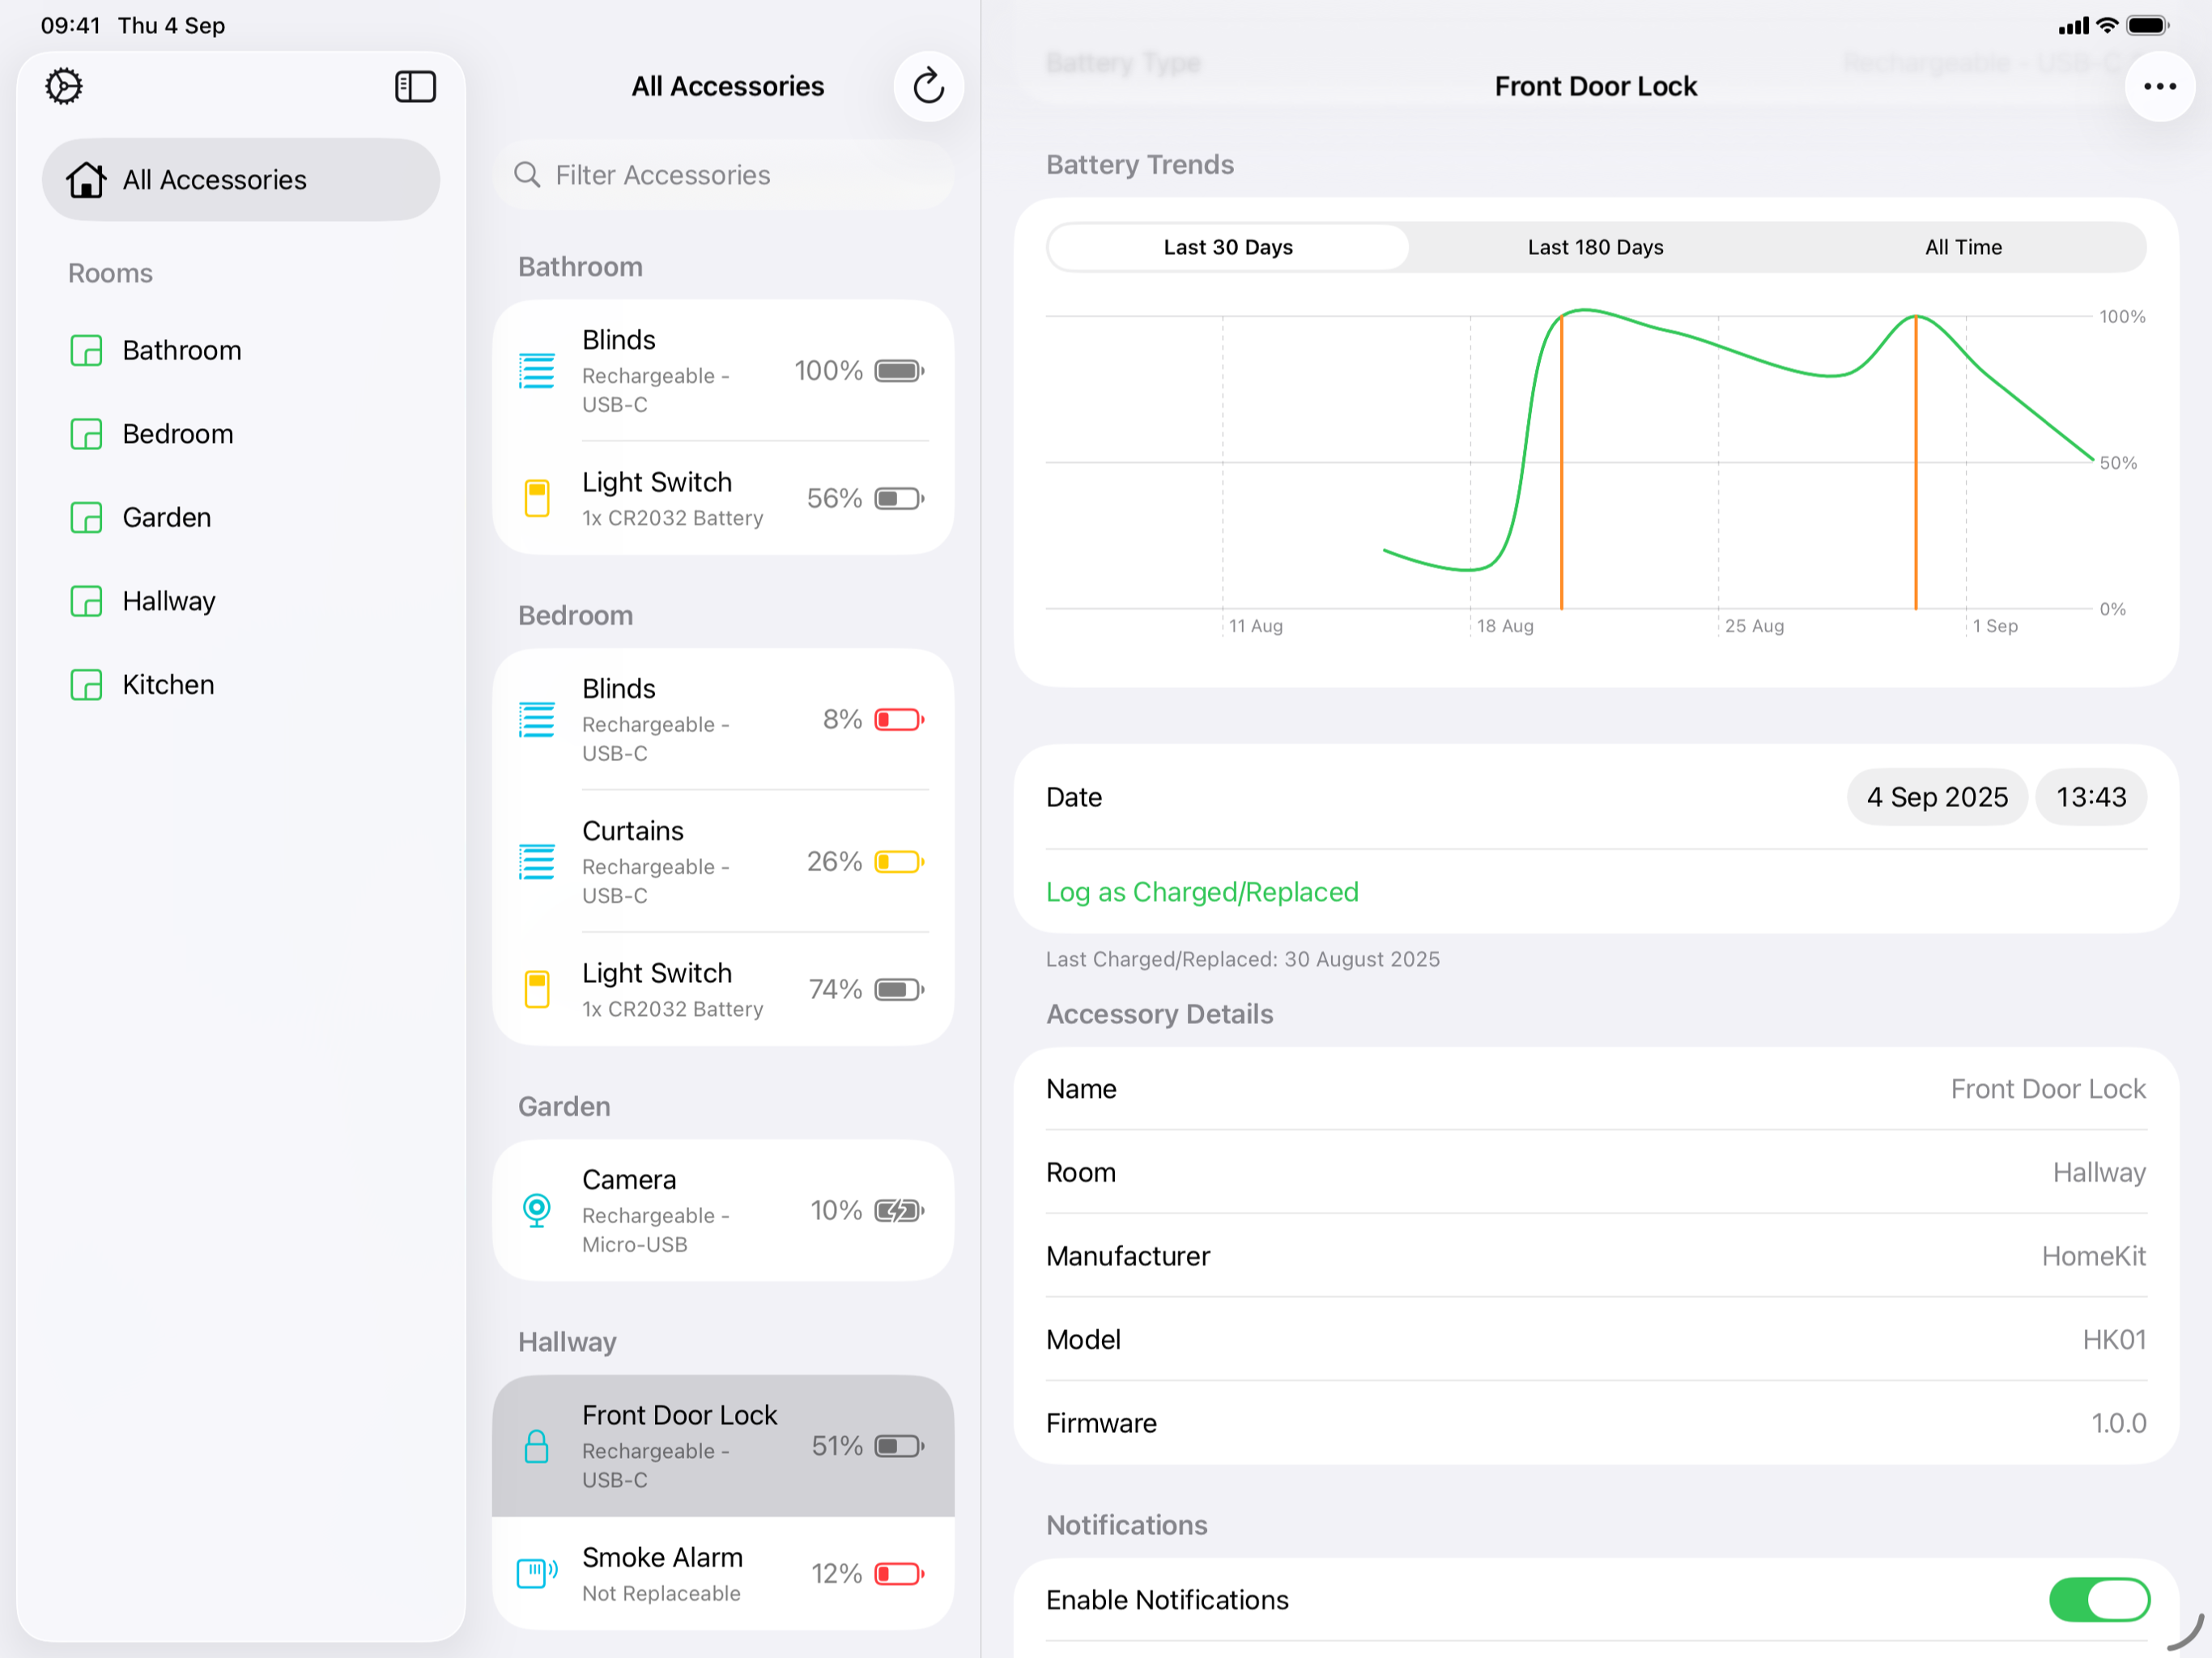 09:41 Thu 4 Sep
All Accessories
Rooms
Bathroom
Bedroom
Garden
Hallway
Kitchen
All Accessories
Filter Accessories
Bathroom
Blinds
Rechargeable -
USB-C
100%
Light Switch
1x CR2032 Battery
56%
Bedroom
Blinds
Rechargeable -
USB-C
8%
Curtains
Rechargeable -
USB-C
26%
Light Switch
1x CR2032 Battery
74%
Garden
Camera
Rechargeable -
Micro-USB
10%
Hallway
Front Door Lock
Rechargeable -
USB-C
51%
Smoke Alarm
Not Replaceable
12%
Battery Type Rechargeable - USB-C
Front Door Lock
Battery Trends
Last 30 Days Last 180 Days All Time
100%
50%
0%
11 Aug 18 Aug 25 Aug 1 Sep
Date 4 Sep 2025 13:43
Log as Charged/Replaced
Last Charged/Replaced: 30 August 2025
Accessory Details
Name Front Door Lock
Room Hallway
Manufacturer HomeKit
Model HK01
Firmware 1.0.0
Notifications
Enable Notifications